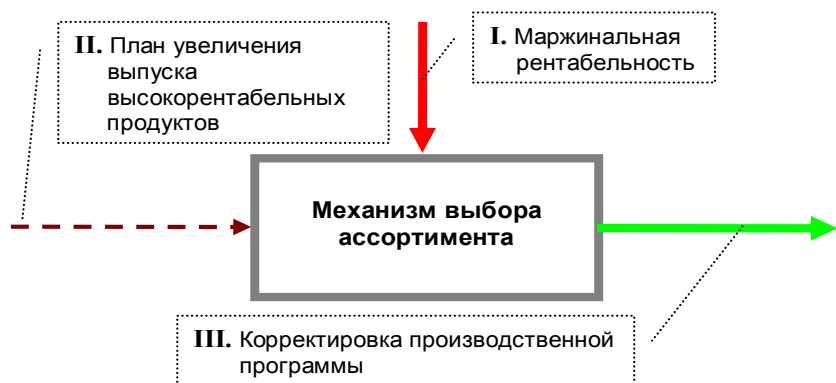 II. План увеличения
выпуска
высокорентабельных
продуктов
I. Маржинальная
рентабельность
Механизм выбора
ассортимента
III. Корректировка производственной
программы